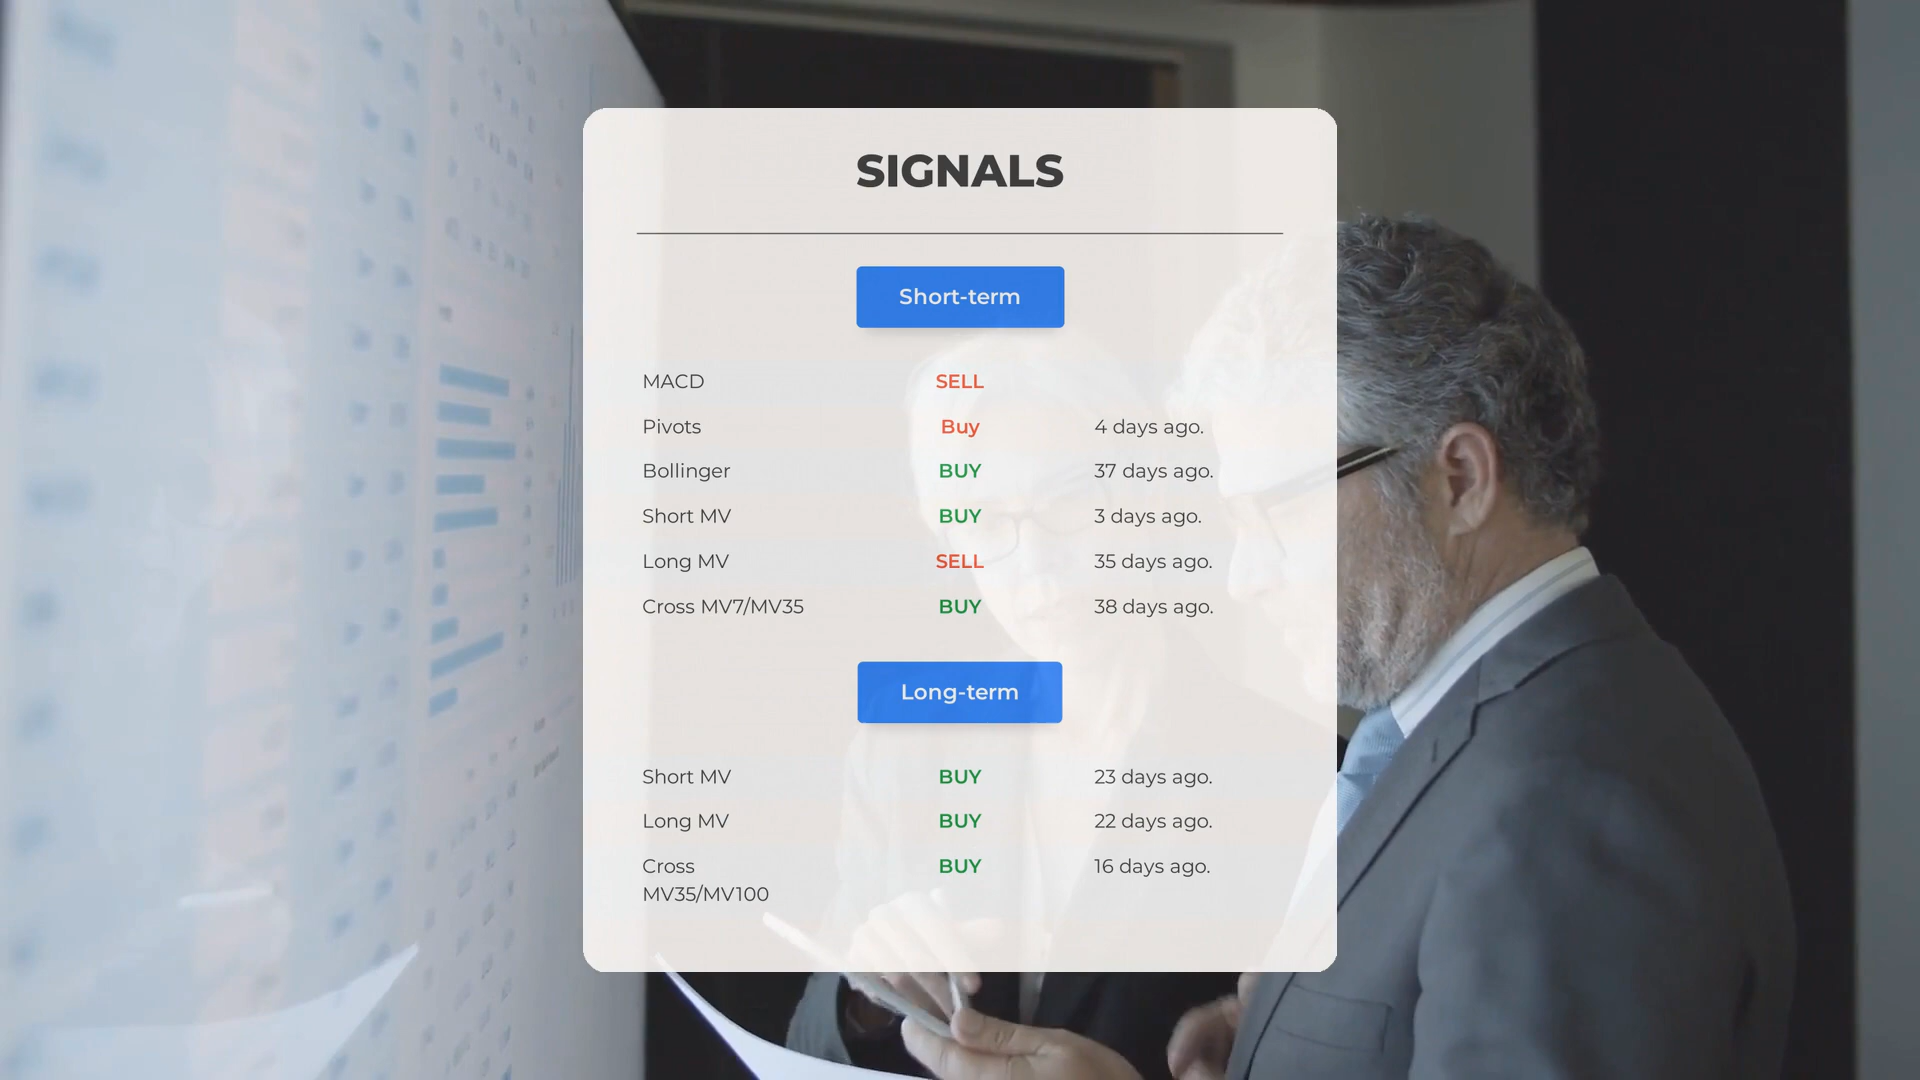 SIGNALS
Short-term
MACD SELL
Pivots Buy 4 days ago.
Bollinger BUY 37 days ago.
Short MV BUY 3 days ago.
Long MV SELL 35 days ago.
Cross MV7/MV35 BUY 38 days ago.
Long-term
Short MV BUY 23 days ago.
Long MV BUY 22 days ago.
Cross BUY 16 days ago.
MV35/MV100